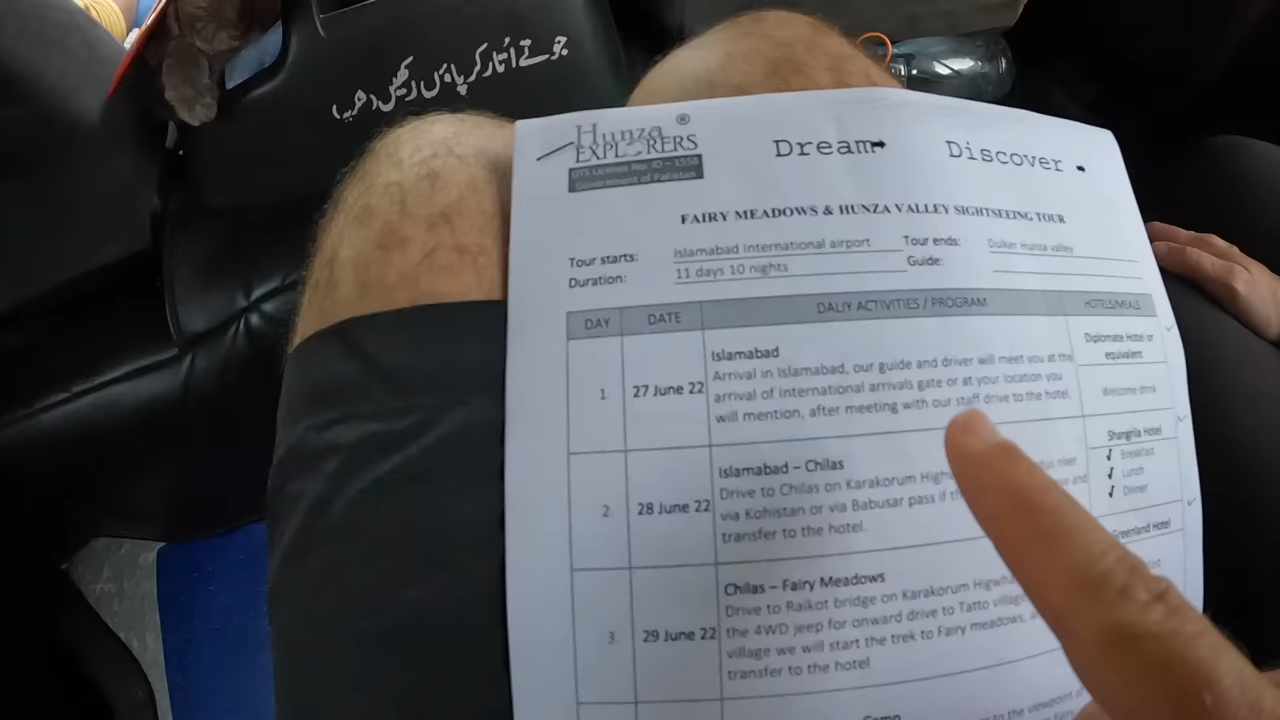 جوتے اُتار کر پاؤں رکھیں (شکریہ)
Hunza ®
EXPLORERS
DTS License No: ID – 1558
Government of Pakistan
Dream
Discover
FAIRY MEADOWS & HUNZA VALLEY SIGHTSEEING TOUR
Tour starts: Islamabad International airport Tour ends: Duiker Hunza valley
Duration: 11 days 10 nights Guide:
DAY DATE DALIY ACTIVITIES / PROGRAM HOTELS/MEALS
1. 27 June 22
Islamabad
Arrival in Islamabad, our guide and driver will meet you at the
arrival of International arrivals gate or at your location you
will mention, after meeting with our staff drive to the hotel.
Diplomate Hotel or
equivalent
Welcome drink
2. 28 June 22
Islamabad – Chilas
Drive to Chilas on Karakorum river
via Kohistan or via Babusar pass if and
transfer to the hotel.
Shangrila Hotel
✓ Breakfast
✓ Lunch
✓ Dinner
3. 29 June 22
Chilas – Fairy Meadows
Drive to Raikot bridge on Karakorum
the 4WD jeep for onward drive to Tatto
village we will start the trek to Fairy meadows,
transfer to the hotel
Greenland Hotel
to the viewpoint at